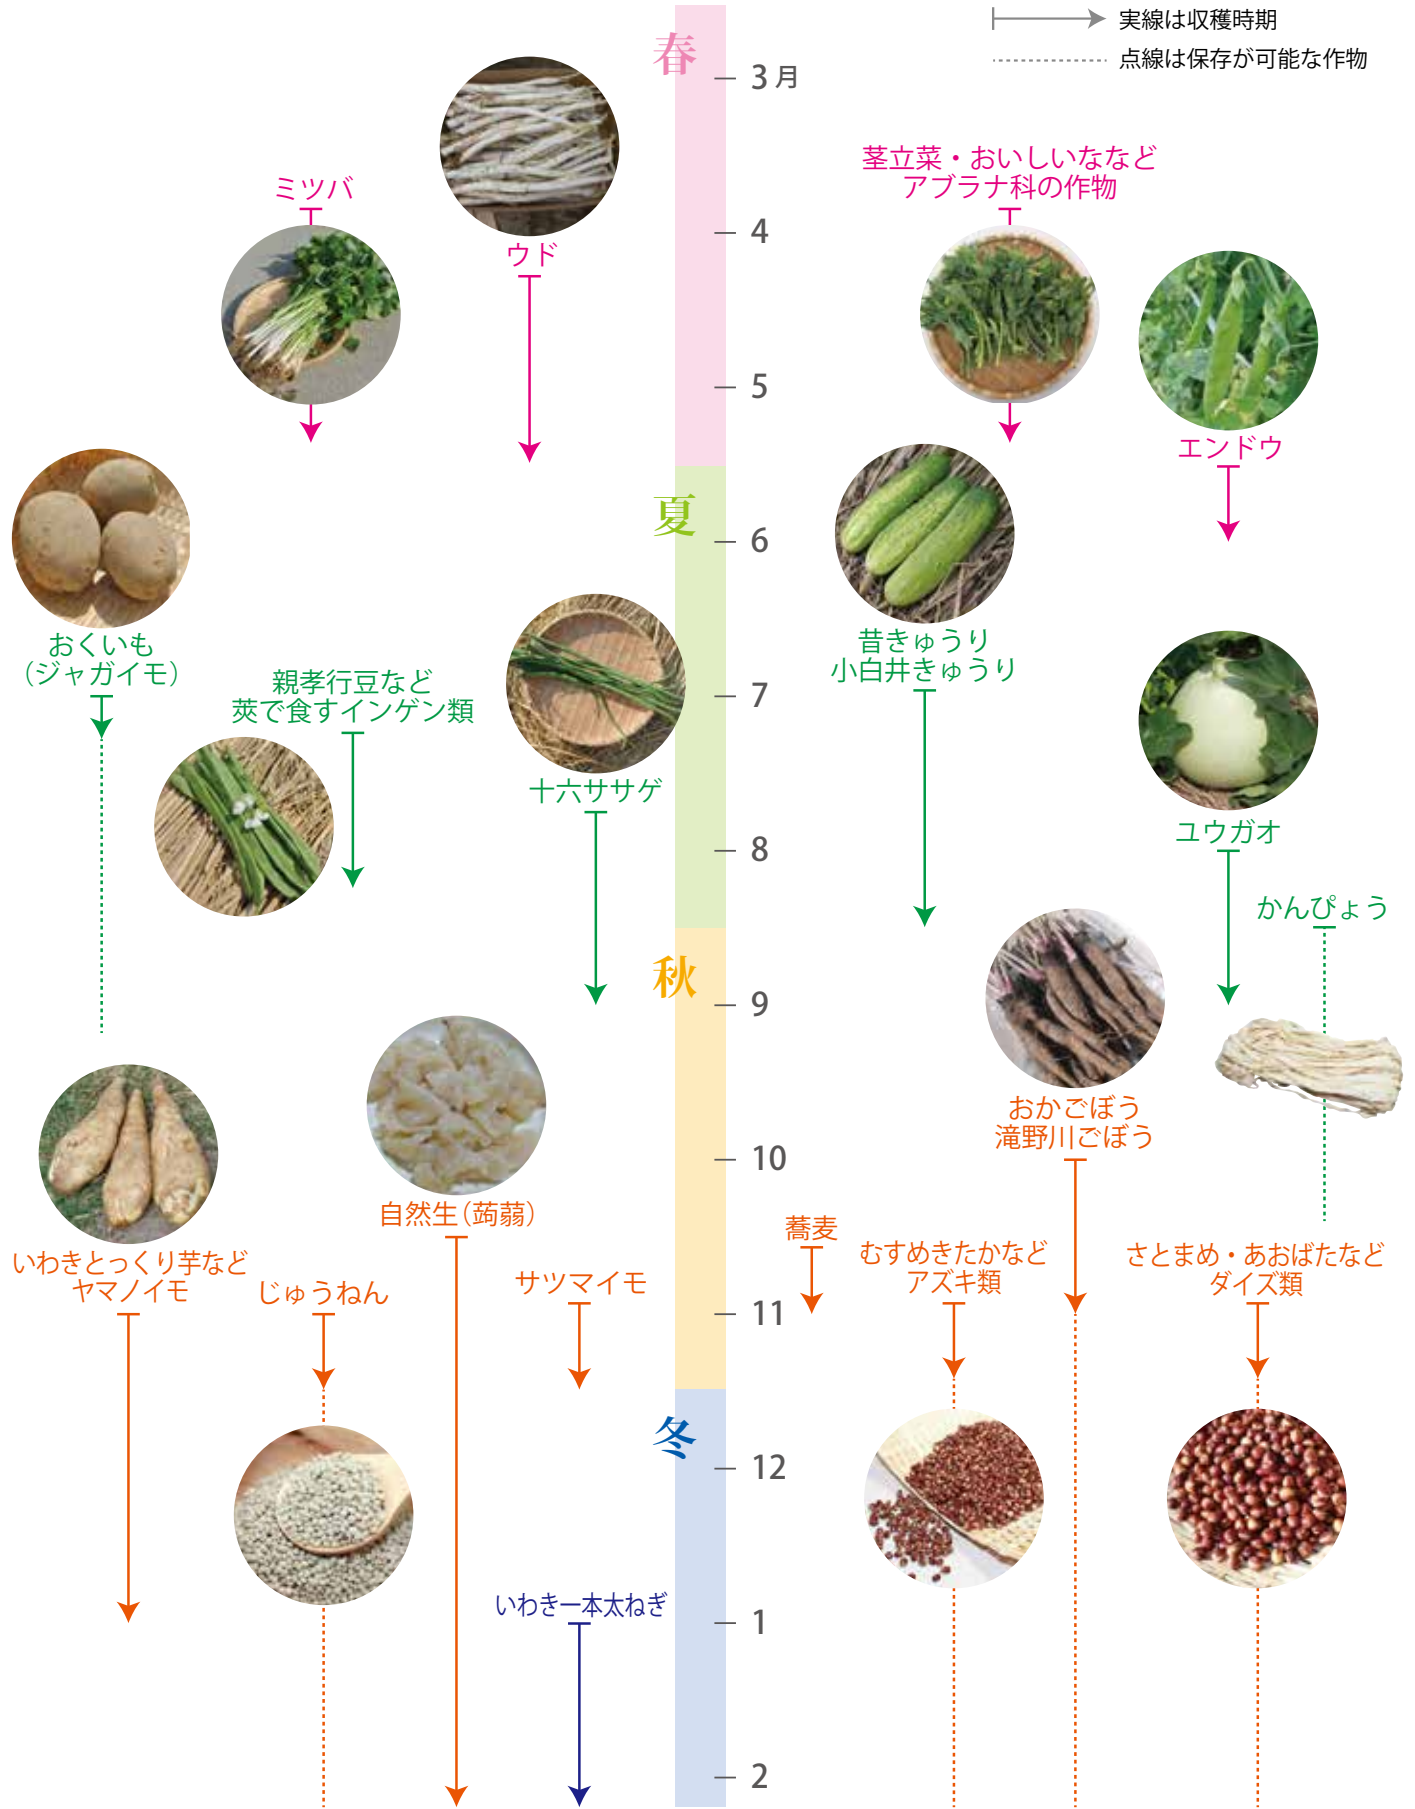 実線は収穫時期
点線は保存が可能な作物
春
3月
茎立菜・おいしいななど
アブラナ科の作物
ミツバ
4
ウド
5
エンドウ
夏
6
おくいも
（ジャガイモ）
昔きゅうり
小白井きゅうり
親孝行豆など
莢で食すインゲン類
7
十六ササゲ
ユウガオ
8
かんぴょう
秋
9
おかごぼう
滝野川ごぼう
10
自然生（蒟蒻）
蕎麦
いわきとっくり芋など
ヤマノイモ
むすめきたかなど
アズキ類
さとまめ・あおばたなど
ダイズ類
じゅうねん
サツマイモ
11
冬
12
いわき一本太ねぎ
1
2